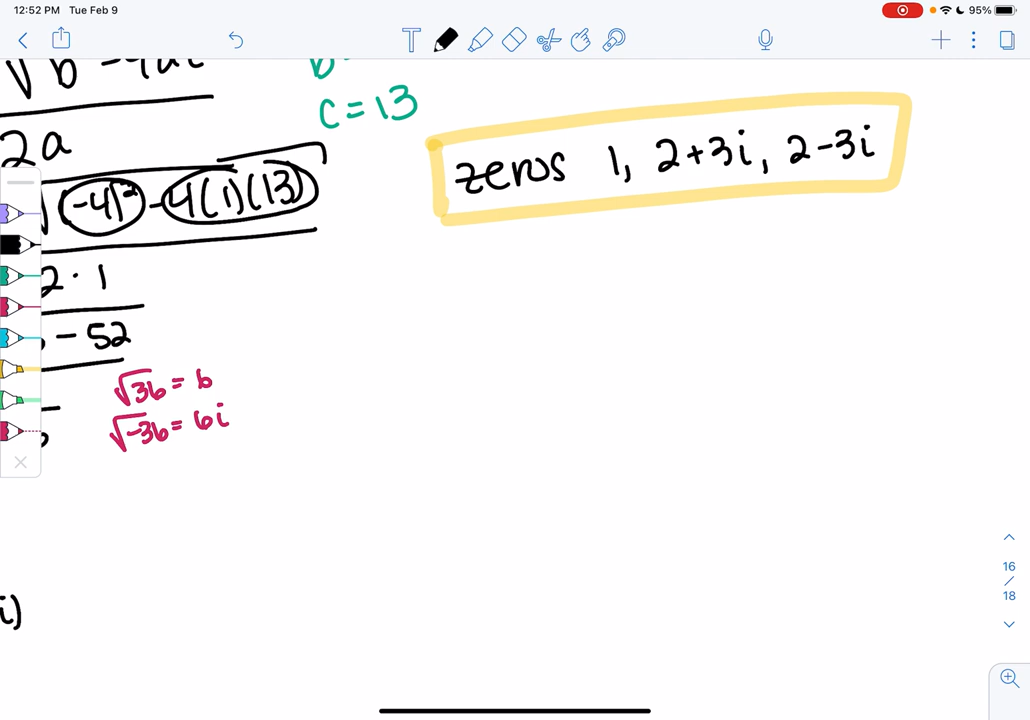 12:52 PM Tue Feb 9
95%
T
√b -4ac
b
c = 13
2a
zeros 1, 2+3i, 2-3i
(-4)² -4(1)(13)
2 · 1
- 52
√36 = 6
√-36 = 6i
i)
16
/
18